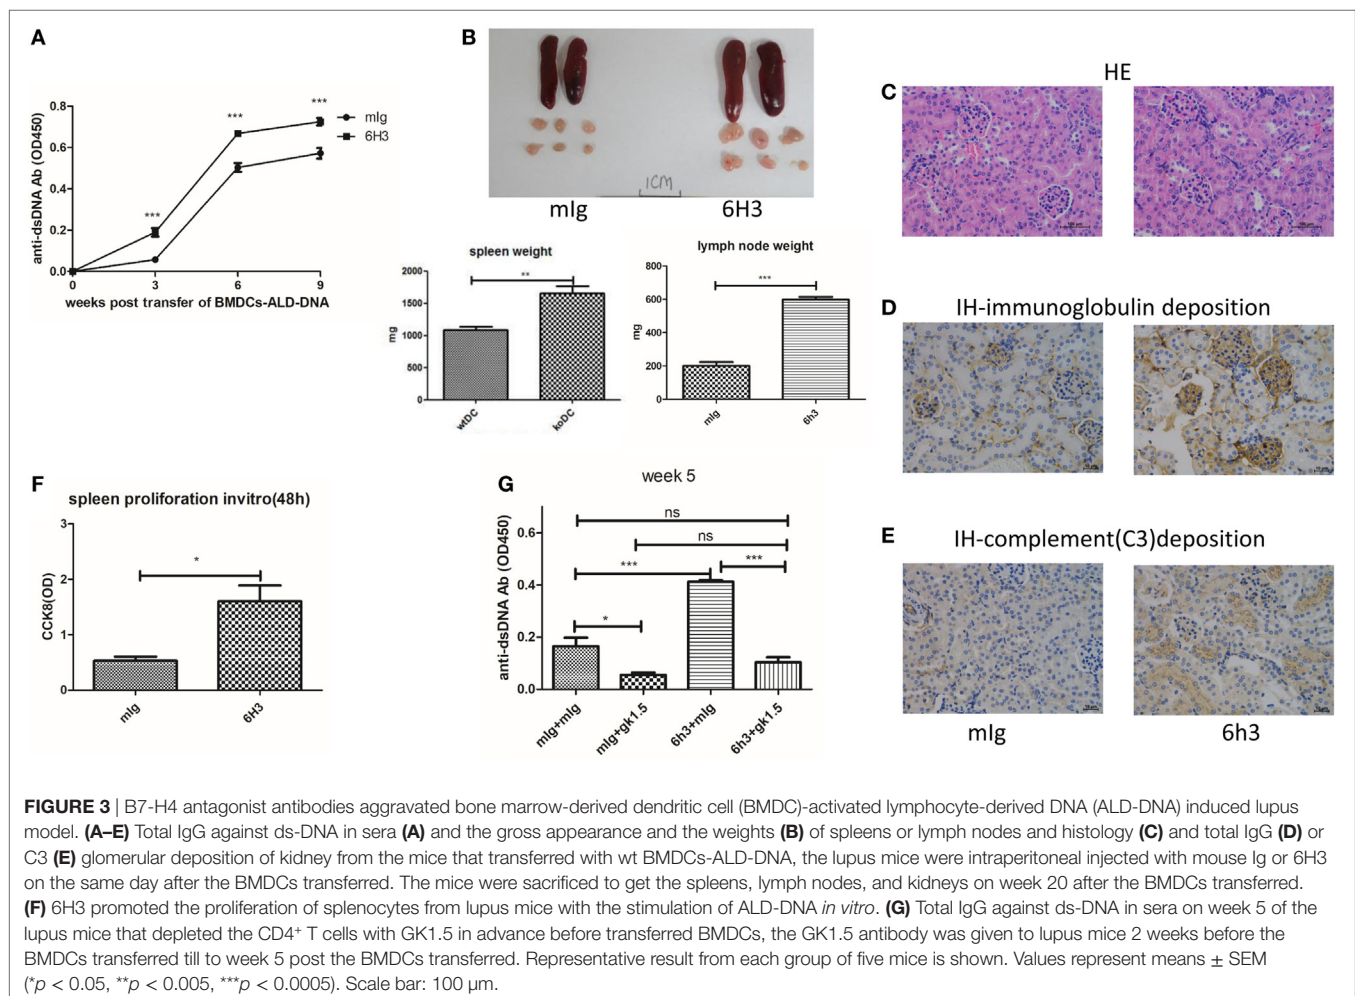 A
0.8
0.6
0.4
0.2
0.0
anti-dsDNA Ab (OD450)
***
***
***
mIg
6H3
0
3
6
9
weeks post transfer of BMDCs-ALD-DNA
B
1CM
mIg
6H3
spleen weight
2000
1500
1000
500
0
mg
**
wtDC
koDC
lymph node weight
800
600
400
200
0
mg
***
mIg
6h3
C
HE
D
IH-immunoglobulin deposition
E
IH-complement(C3)deposition
mIg
6h3
F
spleen proliforation invitro(48h)
3
2
1
0
CCK8(OD)
*
mIg
6H3
G
week 5
0.6
0.4
0.2
0.0
anti-dsDNA Ab (OD450)
ns
ns
***
***
*
mIg+mIg
mIg+gk1.5
6h3+mIg
6h3+gk1.5
FIGURE 3 | B7-H4 antagonist antibodies aggravated bone marrow-derived dendritic cell (BMDC)-activated lymphocyte-derived DNA (ALD-DNA) induced lupus
model. (A–E) Total IgG against ds-DNA in sera (A) and the gross appearance and the weights (B) of spleens or lymph nodes and histology (C) and total IgG (D) or
C3 (E) glomerular deposition of kidney from the mice that transferred with wt BMDCs-ALD-DNA, the lupus mice were intraperitoneal injected with mouse Ig or 6H3
on the same day after the BMDCs transferred. The mice were sacrificed to get the spleens, lymph nodes, and kidneys on week 20 after the BMDCs transferred.
(F) 6H3 promoted the proliferation of splenocytes from lupus mice with the stimulation of ALD-DNA in vitro. (G) Total IgG against ds-DNA in sera on week 5 of the
lupus mice that depleted the CD4⁺ T cells with GK1.5 in advance before transferred BMDCs, the GK1.5 antibody was given to lupus mice 2 weeks before the
BMDCs transferred till to week 5 post the BMDCs transferred. Representative result from each group of five mice is shown. Values represent means ± SEM
(*p < 0.05, **p < 0.005, ***p < 0.0005). Scale bar: 100 μm.